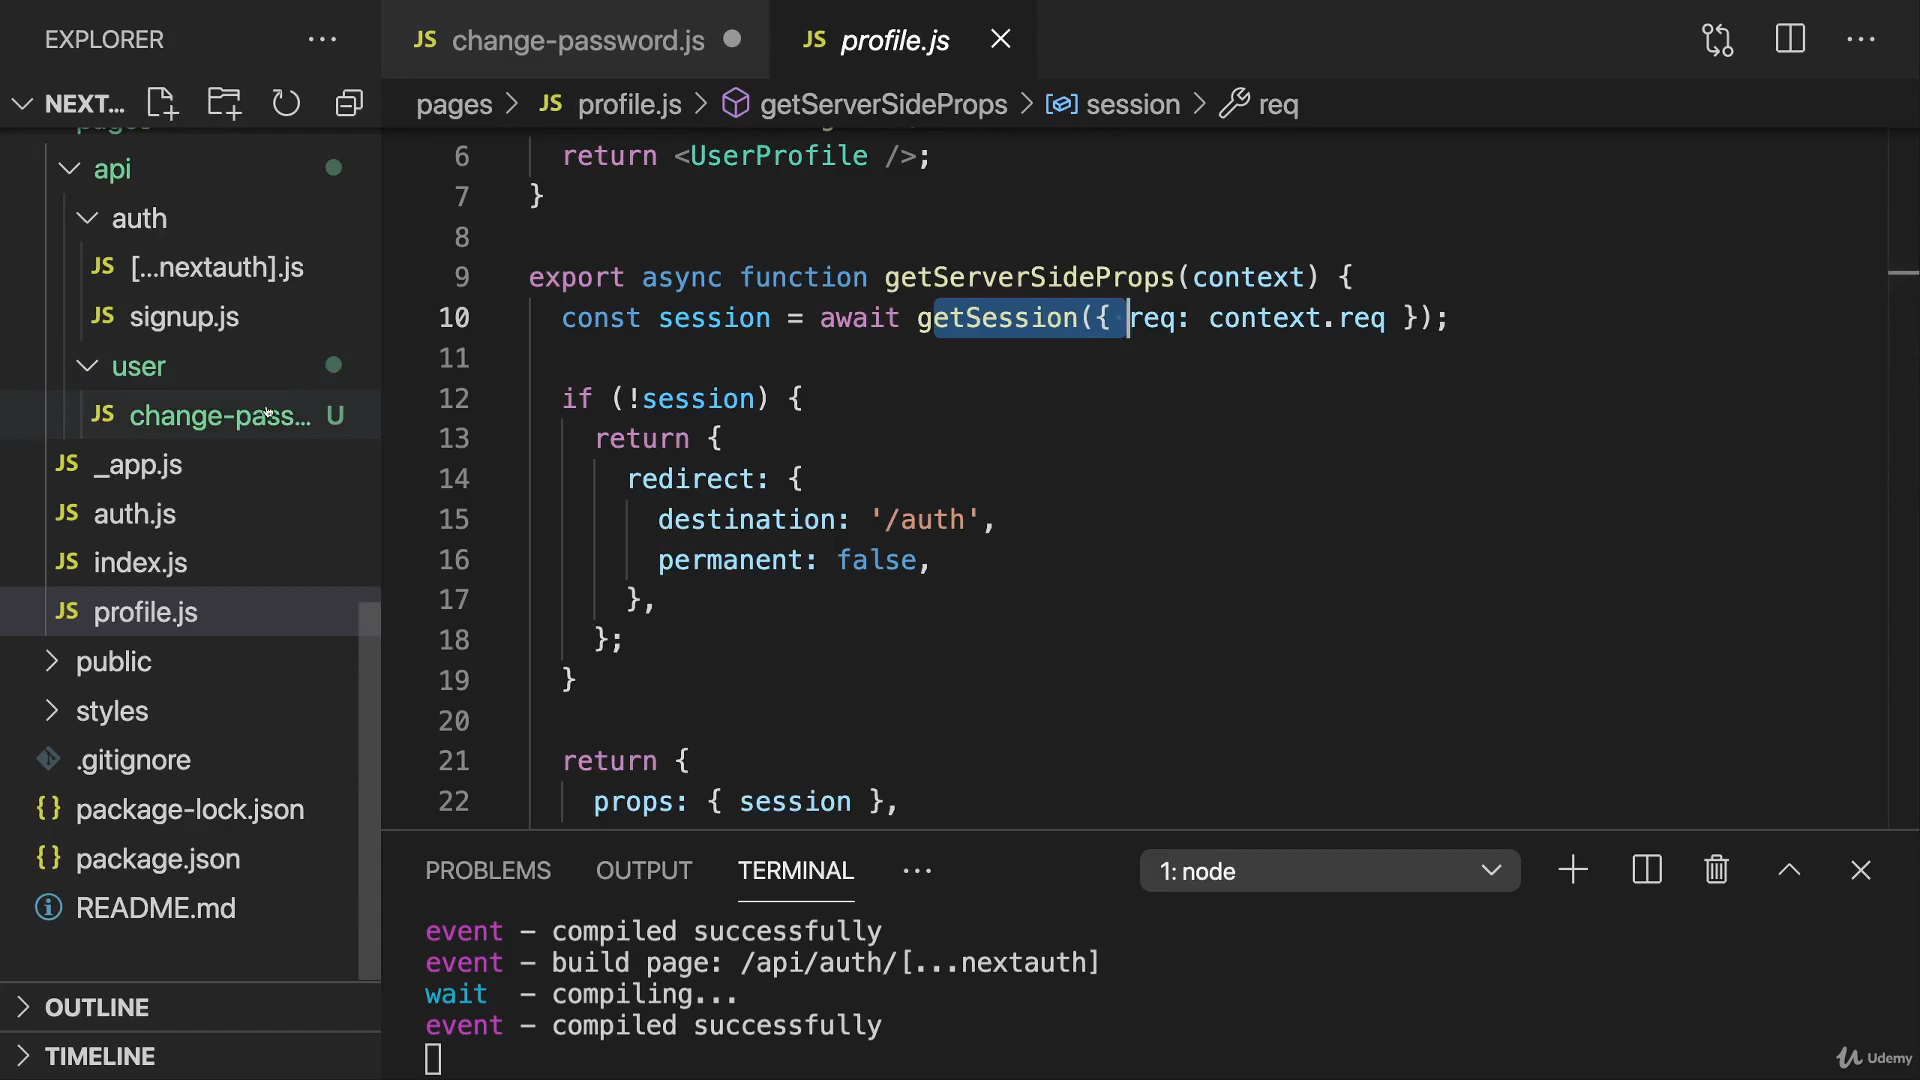 EXPLORER
NEXT...
pages
api
auth
JS [...nextauth].js
JS signup.js
user
JS change-pass... U
JS _app.js
JS auth.js
JS index.js
JS profile.js
public
styles
.gitignore
{} package-lock.json
{} package.json
README.md
OUTLINE
TIMELINE
JS change-password.js
JS profile.js
pages > JS profile.js > getServerSideProps > session > req
6 return <UserProfile />;
7 }
8
9 export async function getServerSideProps(context) {
10 const session = await getSession({ req: context.req });
11
12 if (!session) {
13 return {
14 redirect: {
15 destination: '/auth',
16 permanent: false,
17 },
18 };
19 }
20
21 return {
22 props: { session },
PROBLEMS OUTPUT TERMINAL
1: node
event - compiled successfully
event - build page: /api/auth/[...nextauth]
wait - compiling...
event - compiled successfully
Udemy